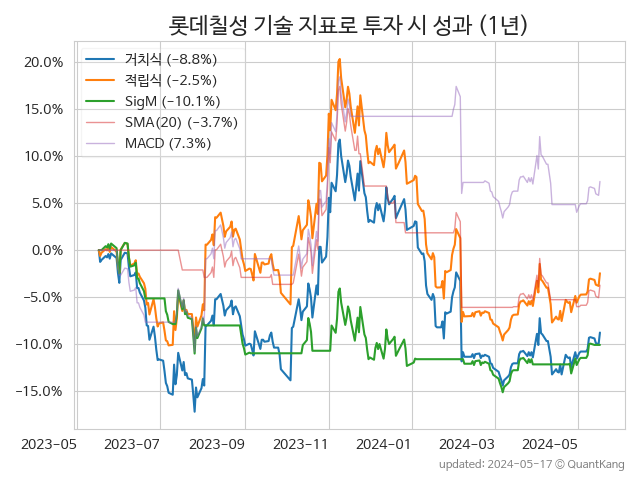 롯데칠성 기술 지표로 투자 시 성과 (1년)
거치식 (−8.8%)
적립식 (−2.5%)
SigM (−10.1%)
SMA(20) (−3.7%)
MACD (7.3%)
20.0%
15.0%
10.0%
5.0%
0.0%
−5.0%
−10.0%
−15.0%
2023-05 2023-07 2023-09 2023-11 2024-01 2024-03 2024-05
updated: 2024-05-17 © QuantKang